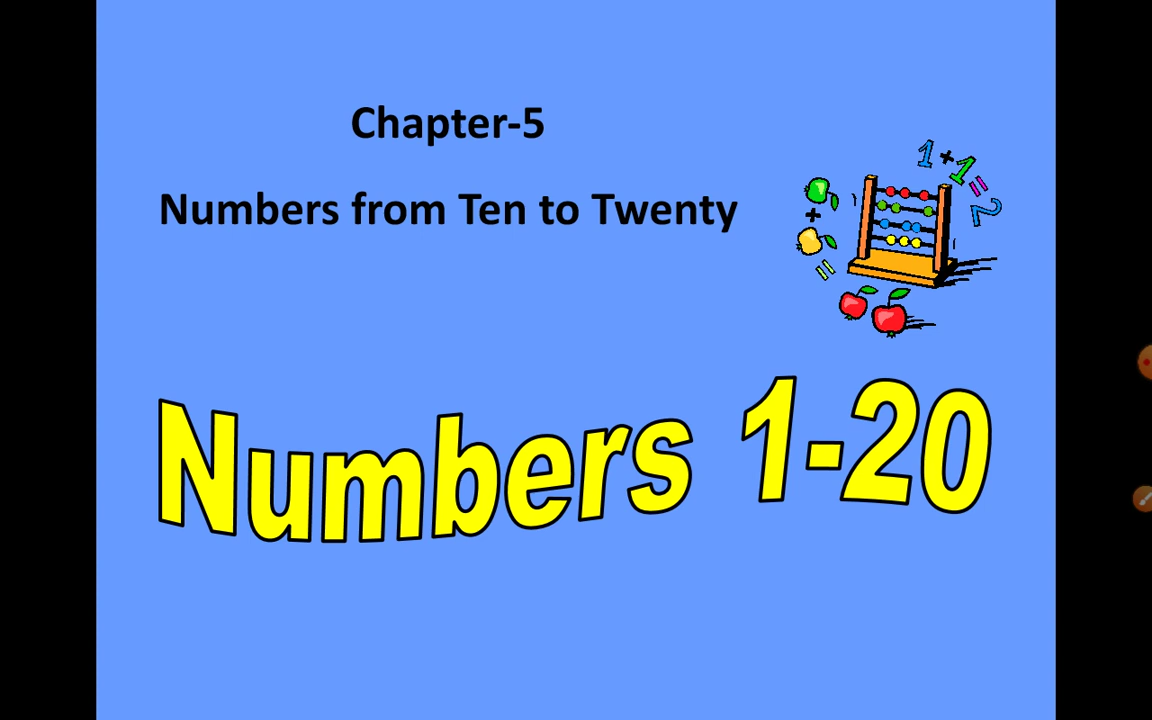 Chapter-5
Numbers from Ten to Twenty
1+1=2
+
=
Numbers 1-20